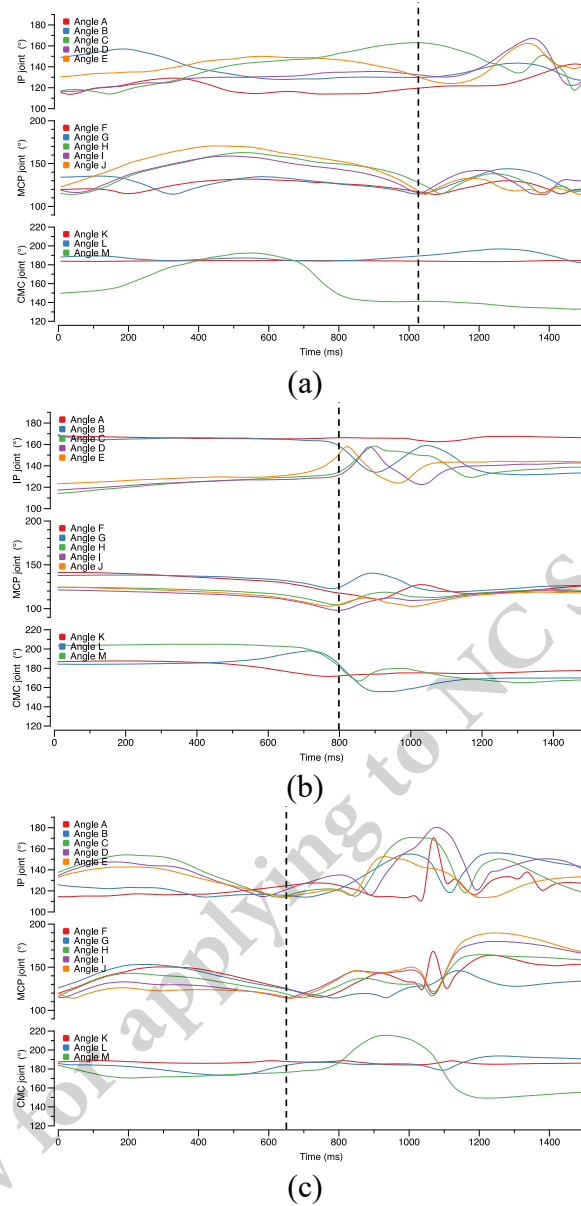 180
160
140
120
100
IP joint (°)
Angle A
Angle B
Angle C
Angle D
Angle E
200
150
100
MCP joint (°)
Angle F
Angle G
Angle H
Angle I
Angle J
220
200
180
160
140
120
CMC joint (°)
Angle K
Angle L
Angle M
0 200 400 600 800 1000 1200 1400
Time (ms)
(a)
180
160
140
120
100
IP joint (°)
Angle A
Angle B
Angle C
Angle D
Angle E
200
150
100
MCP joint (°)
Angle F
Angle G
Angle H
Angle I
Angle J
220
200
180
160
140
120
CMC joint (°)
Angle K
Angle L
Angle M
0 200 400 600 800 1000 1200 1400
Time (ms)
(b)
180
160
140
120
100
IP joint (°)
Angle A
Angle B
Angle C
Angle D
Angle E
200
150
100
MCP joint (°)
Angle F
Angle G
Angle H
Angle I
Angle J
220
200
180
160
140
120
CMC joint (°)
Angle K
Angle L
Angle M
0 200 400 600 800 1000 1200 1400
Time (ms)
(c)
for applying to NC S